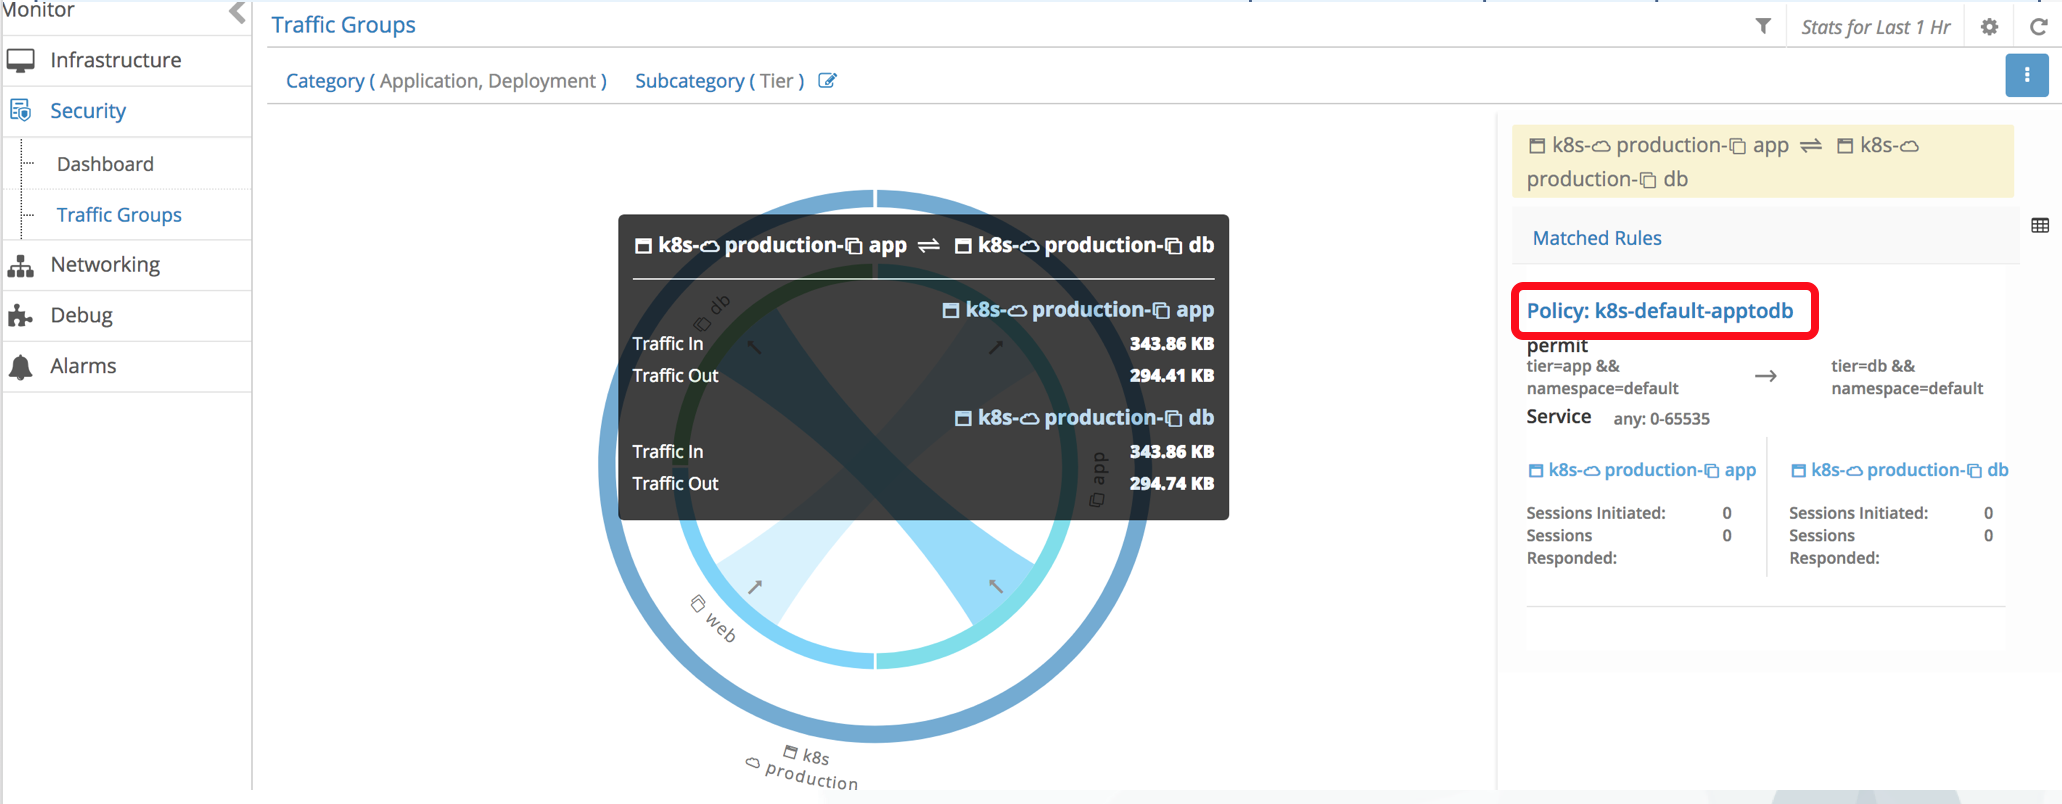 Monitor
Infrastructure
Security
Dashboard
Traffic Groups
Networking
Debug
Alarms
Traffic Groups
Stats for Last 1 Hr
Category ( Application, Deployment ) Subcategory ( Tier )
k8s- production- app ⇌ k8s- production- db
k8s- production- app
Traffic In 343.86 KB
Traffic Out 294.41 KB
k8s- production- db
Traffic In 343.86 KB
Traffic Out 294.74 KB
db
app
web
k8s
production
k8s- production- app ⇌ k8s-
production- db
Matched Rules
Policy: k8s-default-apptodb
permit
tier=app && → tier=db &&
namespace=default namespace=default
Service any: 0-65535
k8s- production- app k8s- production- db
Sessions Initiated: 0 Sessions Initiated: 0
Sessions 0 Sessions 0
Responded: Responded: